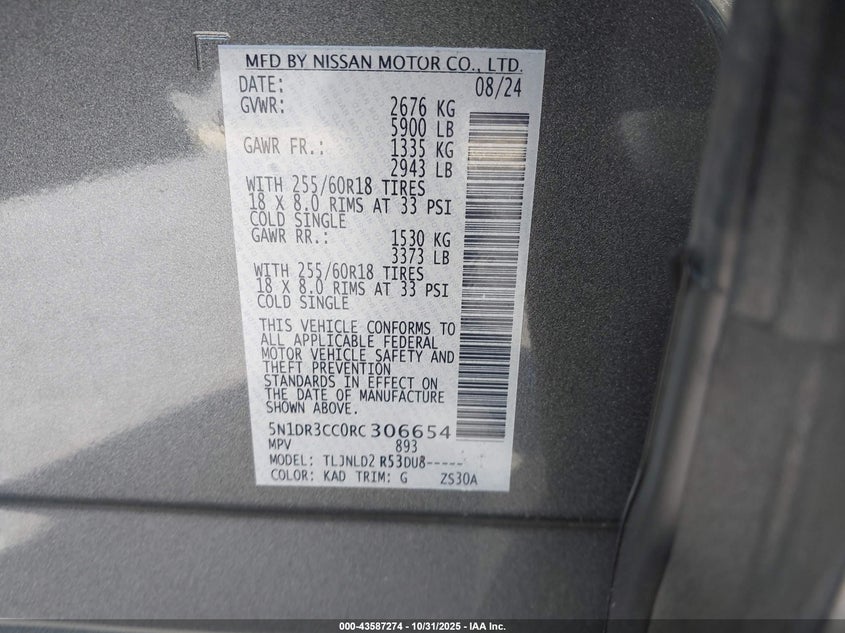 MFD BY NISSAN MOTOR CO., LTD.
DATE: 08/24
GVWR: 2676 KG
5900 LB
GAWR FR.: 1335 KG
2943 LB
WITH 255/60R18 TIRES
18 X 8.0 RIMS AT 33 PSI
COLD SINGLE
GAWR RR.: 1530 KG
3373 LB
WITH 255/60R18 TIRES
18 X 8.0 RIMS AT 33 PSI
COLD SINGLE
THIS VEHICLE CONFORMS TO
ALL APPLICABLE FEDERAL
MOTOR VEHICLE SAFETY AND
THEFT PREVENTION
STANDARDS IN EFFECT ON
THE DATE OF MANUFACTURE
SHOWN ABOVE.
5N1DR3CC0RC306654
MPV 893
MODEL: TLJNLD2 R53DU8-----
COLOR: KAD TRIM: G ZS30A
000-43587274 - 10/31/2025 - IAA Inc.